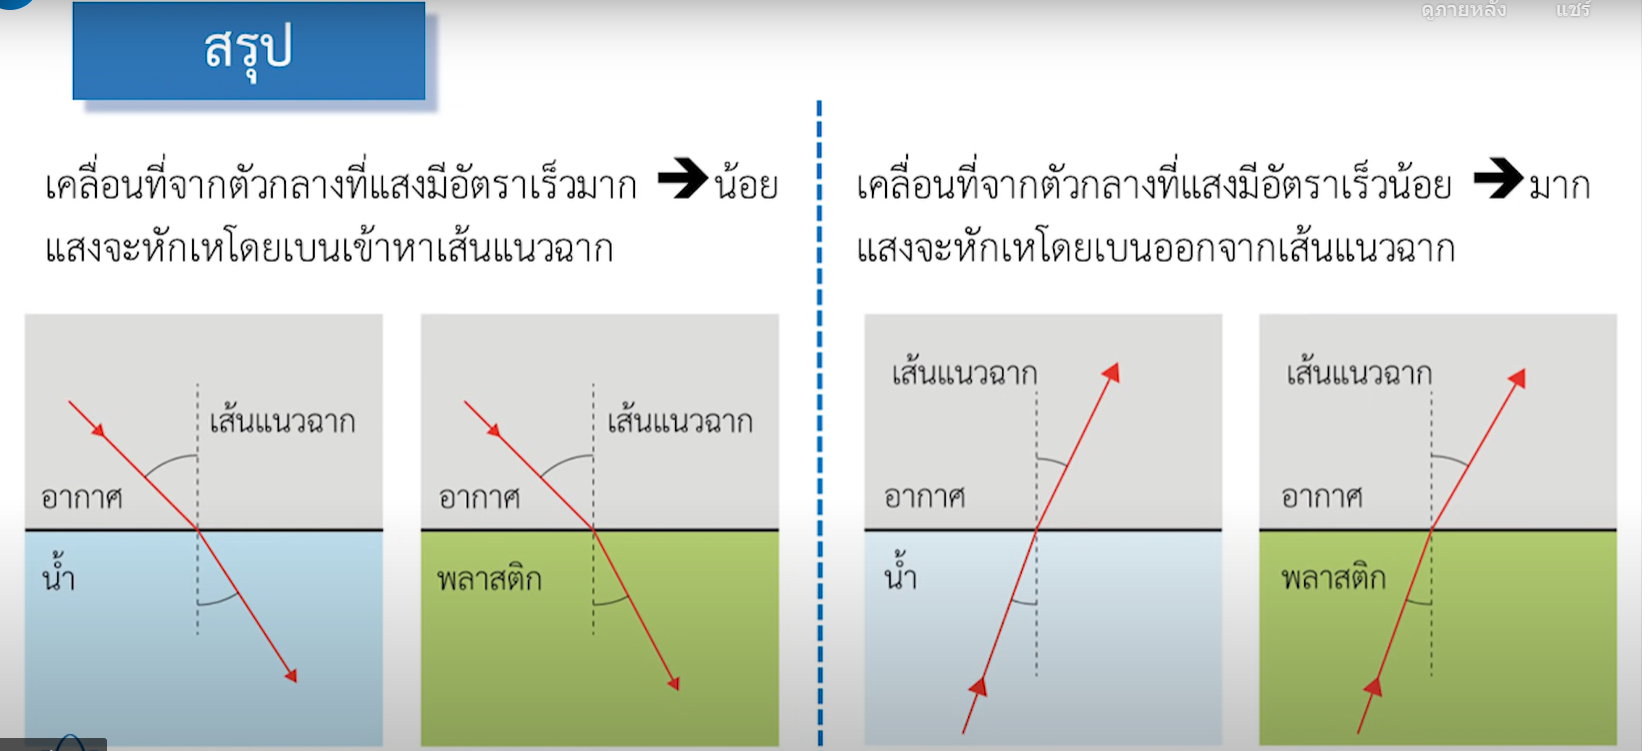 ดูภายหลัง
แชร์
สรุป
เคลื่อนที่จากตัวกลางที่แสงมีอัตราเร็วมาก ➔ น้อย
แสงจะหักเหโดยเบนเข้าหาเส้นแนวฉาก
เส้นแนวฉาก
อากาศ
น้ำ
เส้นแนวฉาก
อากาศ
พลาสติก
เคลื่อนที่จากตัวกลางที่แสงมีอัตราเร็วน้อย ➔ มาก
แสงจะหักเหโดยเบนออกจากเส้นแนวฉาก
เส้นแนวฉาก
อากาศ
น้ำ
เส้นแนวฉาก
อากาศ
พลาสติก